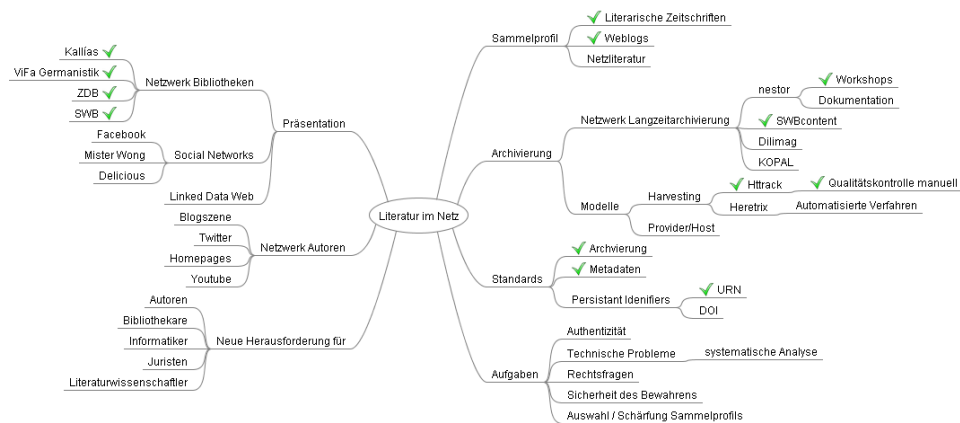 Literatur im Netz
Präsentation
Netzwerk Bibliotheken
Kallías
ViFa Germanistik
ZDB
SWB
Social Networks
Facebook
Mister Wong
Delicious
Linked Data Web
Netzwerk Autoren
Blogszene
Twitter
Homepages
Youtube
Neue Herausforderung für
Autoren
Bibliothekare
Informatiker
Juristen
Literaturwissenschaftler
Sammelprofil
Literarische Zeitschriften
Weblogs
Netzliteratur
Archivierung
Netzwerk Langzeitarchivierung
nestor
Workshops
Dokumentation
SWBcontent
Dilimag
KOPAL
Modelle
Harvesting
Httrack
Qualitätskontrolle manuell
Heretrix
Automatisierte Verfahren
Provider/Host
Standards
Archvierung
Metadaten
Persistant Idenifiers
URN
DOI
Aufgaben
Authentizität
Technische Probleme
systematische Analyse
Rechtsfragen
Sicherheit des Bewahrens
Auswahl / Schärfung Sammelprofils